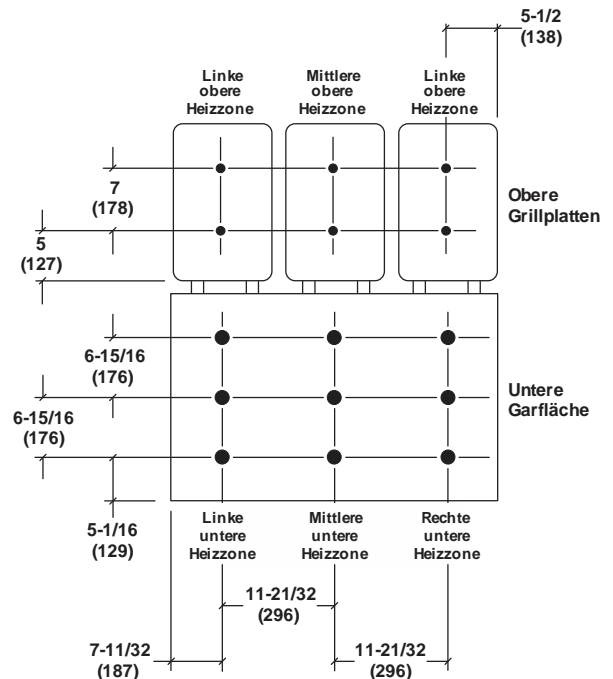 5-1/2
(138)
Linke
obere
Heizzone
Mittlere
obere
Heizzone
Linke
obere
Heizzone
7
(178)
5
(127)
Obere
Grillplatten
6-15/16
(176)
6-15/16
(176)
Untere
Garfläche
5-1/16
(129)
Linke
untere
Heizzone
Mittlere
untere
Heizzone
Rechte
untere
Heizzone
11-21/32
(296)
7-11/32
(187)
11-21/32
(296)